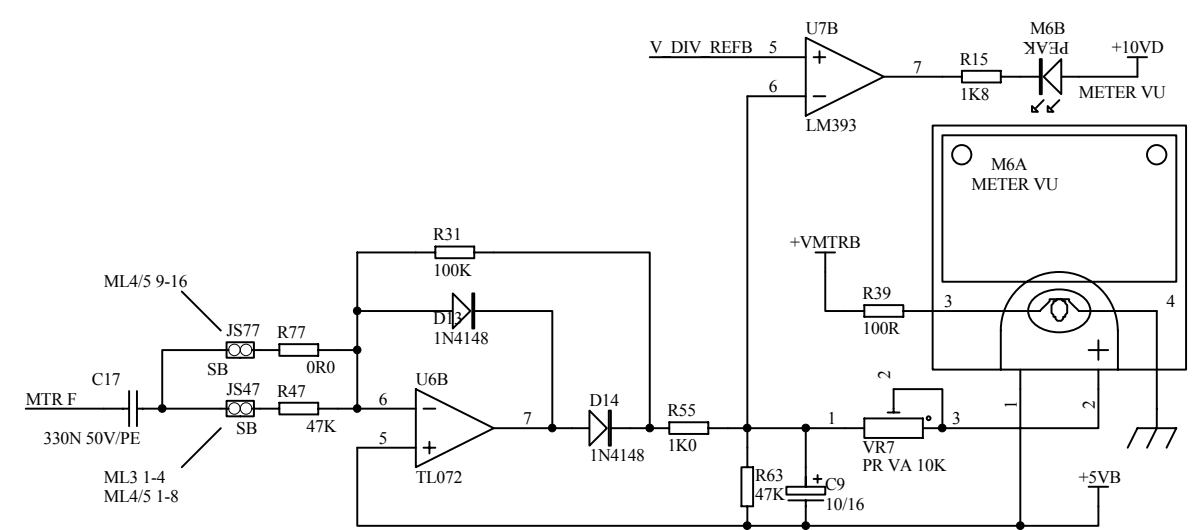 U7B
M6B
PEAK
+10VD
V_DIV_REFB 5
+
7
R15
1K8
METER VU
6
−
LM393
M6A
METER VU
R31
100K
+VMTRB
R39
100R
3
4
ML4/5 9-16
D13
1N4148
JS77
R77
SB
0R0
+
C17
JS47
R47
U6B
2
MTR F
6
−
7
D14
R55
1
3
1
2
330N 50V/PE
SB
47K
5
+
1N4148
1K0
VR7
PR VA 10K
TL072
ML3 1-4
ML4/5 1-8
R63
47K
+
C9
10/16
+5VB